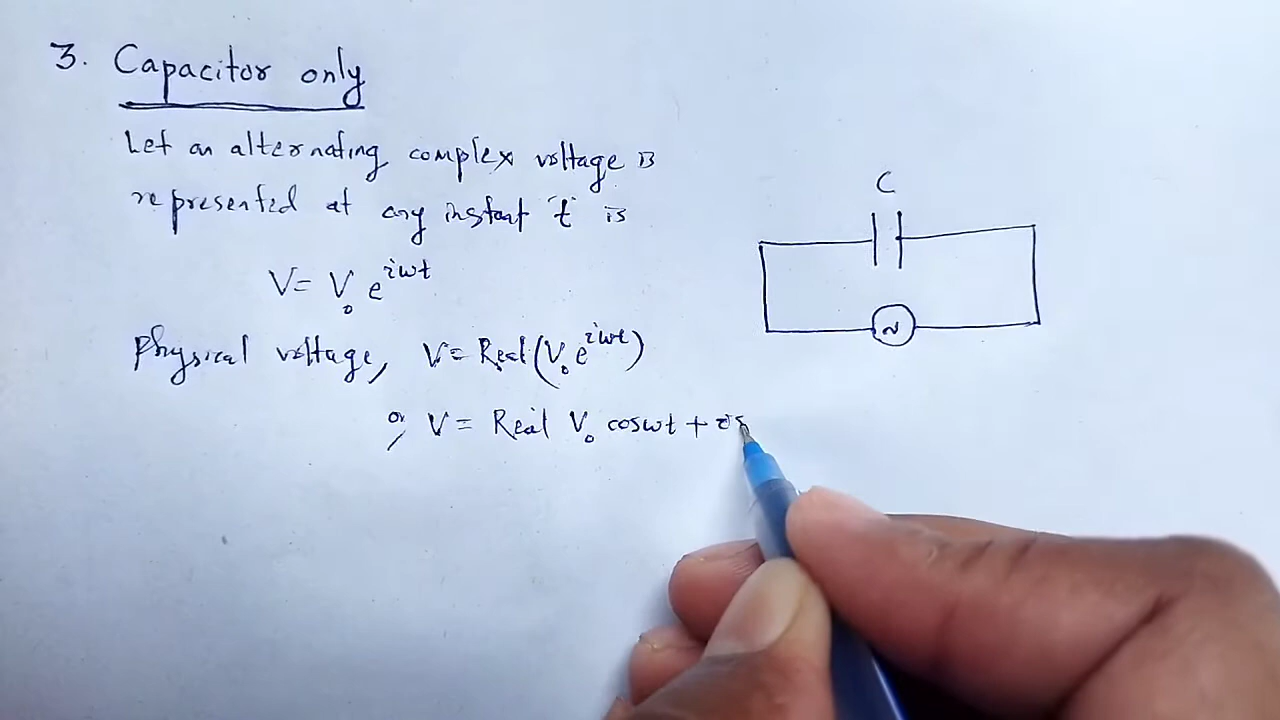 3. Capacitor only
Let an alternating complex voltage is
represented at any instant 't' is
V = V₀ e^{iωt}
Physical voltage, V = Real (V₀ e^{iωt})
or, V = Real V₀ cosωt + is
C
~